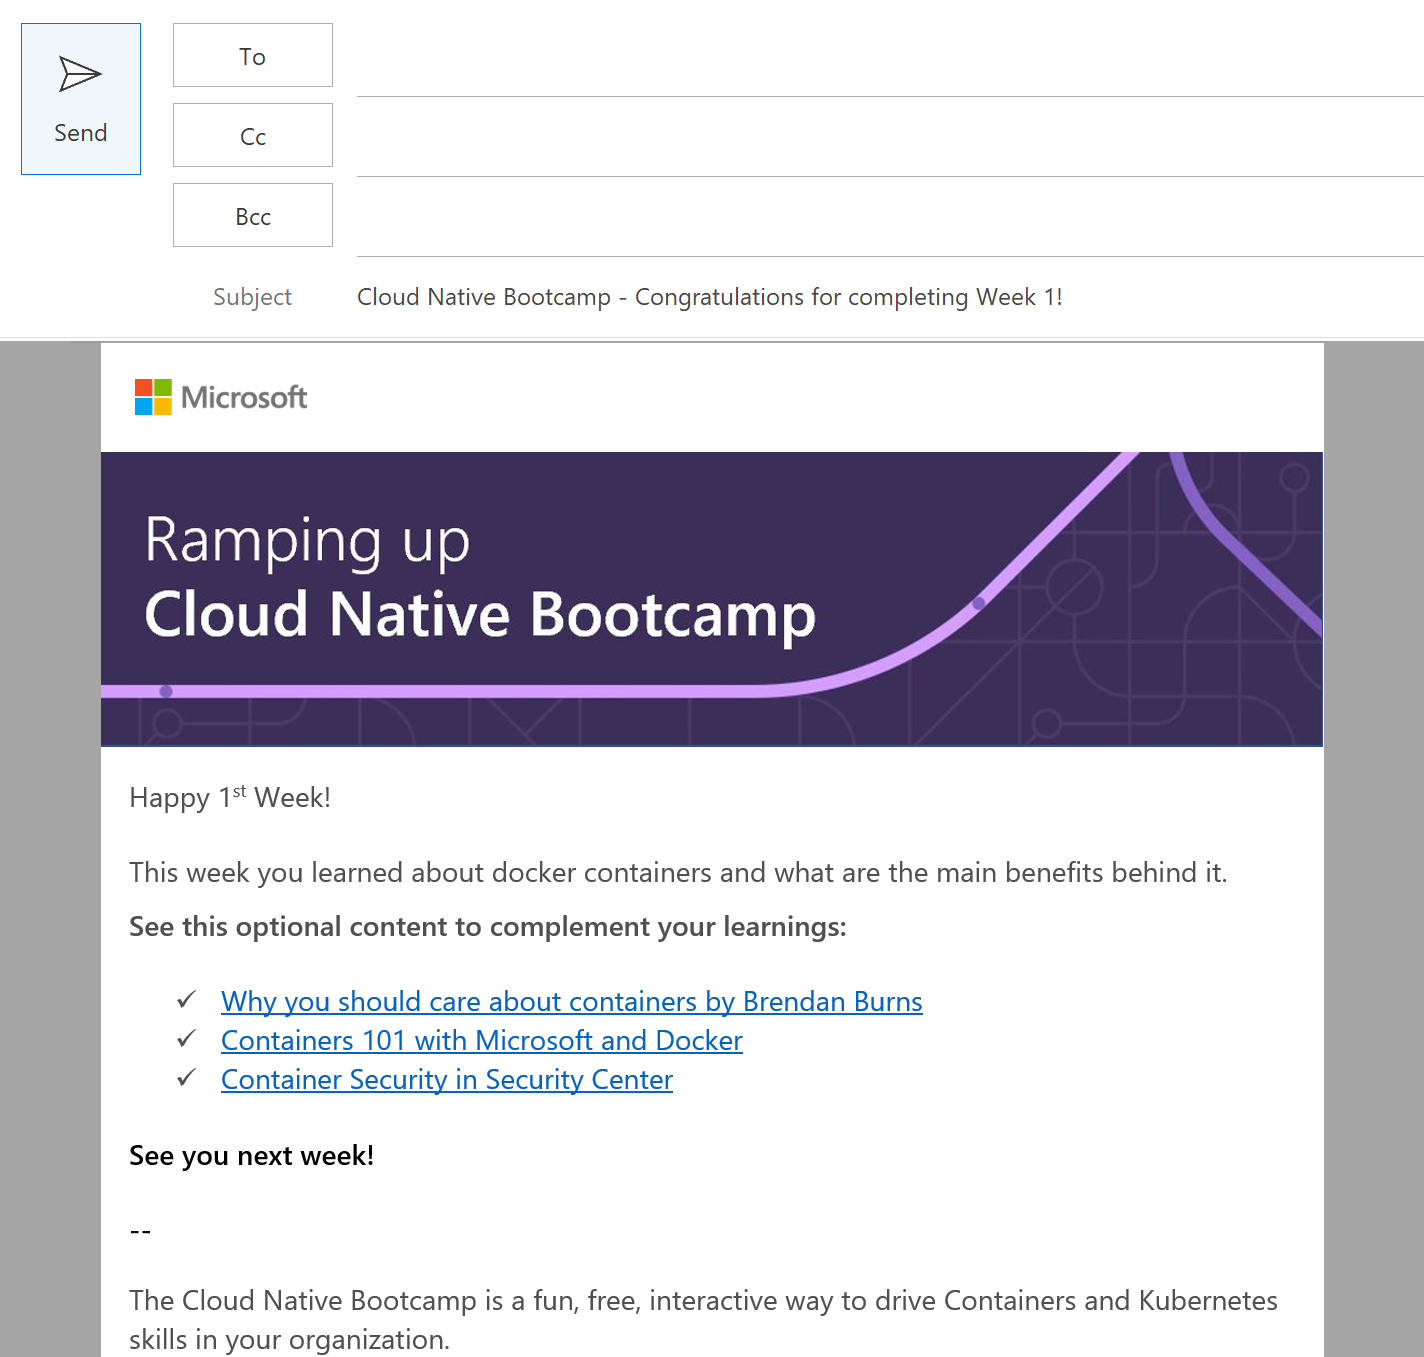 Send
To
Cc
Bcc
Subject
Cloud Native Bootcamp - Congratulations for completing Week 1!
Microsoft
Ramping up
Cloud Native Bootcamp
Happy 1st Week!
This week you learned about docker containers and what are the main benefits behind it.
See this optional content to complement your learnings:
✓ Why you should care about containers by Brendan Burns
✓ Containers 101 with Microsoft and Docker
✓ Container Security in Security Center
See you next week!
--
The Cloud Native Bootcamp is a fun, free, interactive way to drive Containers and Kubernetes
skills in your organization.